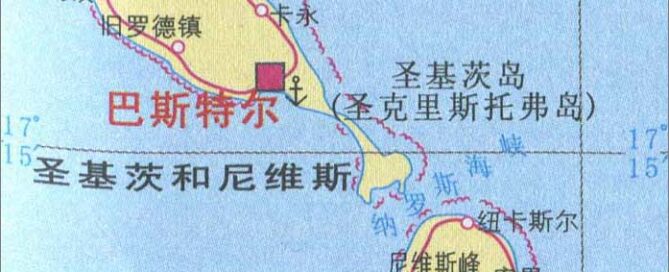 卡永
旧罗德镇
圣基茨岛
巴斯特尔
(圣克里斯托弗岛)
17°
15′
17°
15′
圣基茨和尼维斯
纳罗斯海峡
纽卡斯尔
尼维斯峰